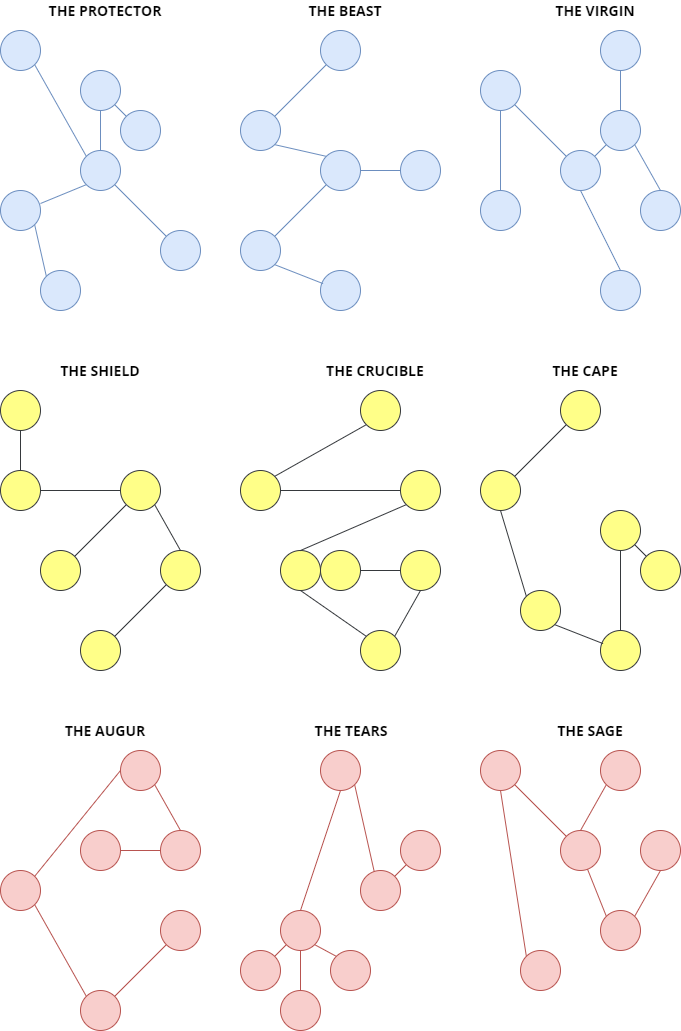 THE PROTECTOR
THE BEAST
THE VIRGIN
THE SHIELD
THE CRUCIBLE
THE CAPE
THE AUGUR
THE TEARS
THE SAGE